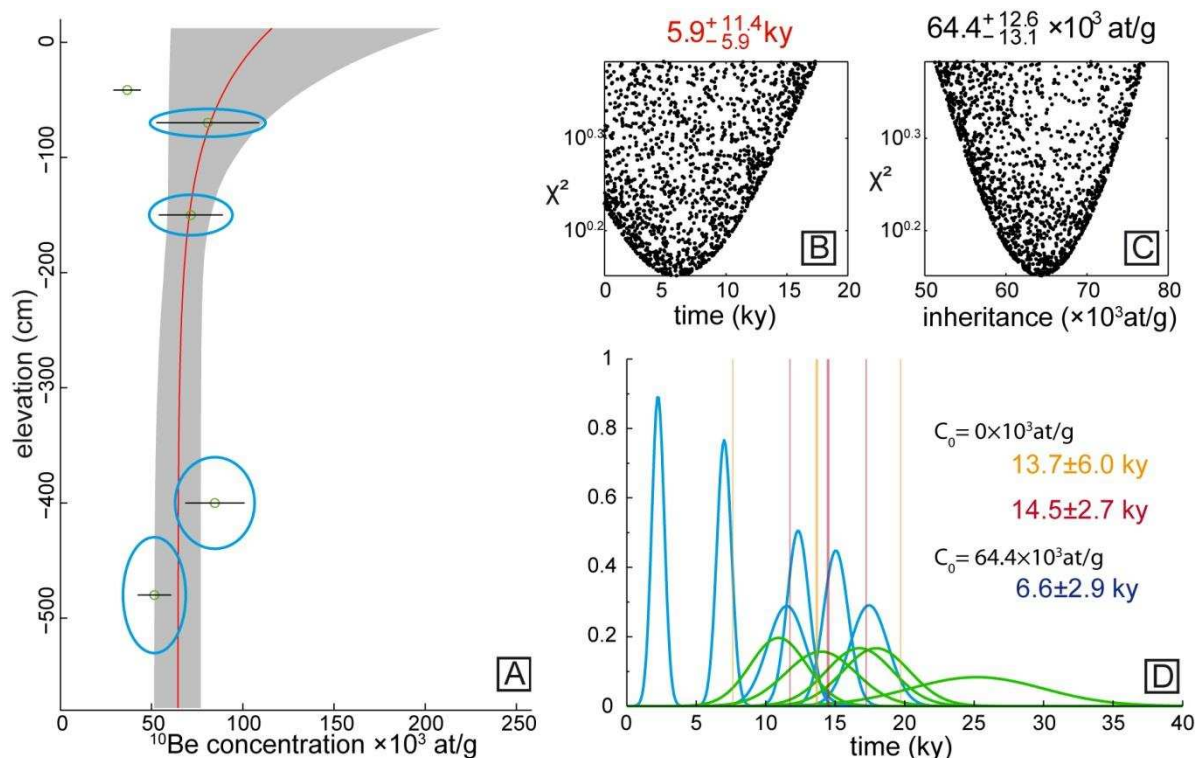 0
-100
-200
-300
-400
-500
elevation (cm)
0
50
100
150
200
250
¹⁰Be concentration ×10³ at/g
A
5.9 +11.4 -5.9 ky
10^0.3
χ²
10^0.2
B
0
5
10
15
20
time (ky)
64.4 +12.6 -13.1 ×10³ at/g
10^0.3
χ²
10^0.2
C
50
60
70
80
inheritance (×10³at/g)
1
0.8
0.6
0.4
0.2
0
C₀= 0×10³at/g
13.7±6.0 ky
14.5±2.7 ky
C₀= 64.4×10³at/g
6.6±2.9 ky
D
0
5
10
15
20
25
30
35
40
time (ky)